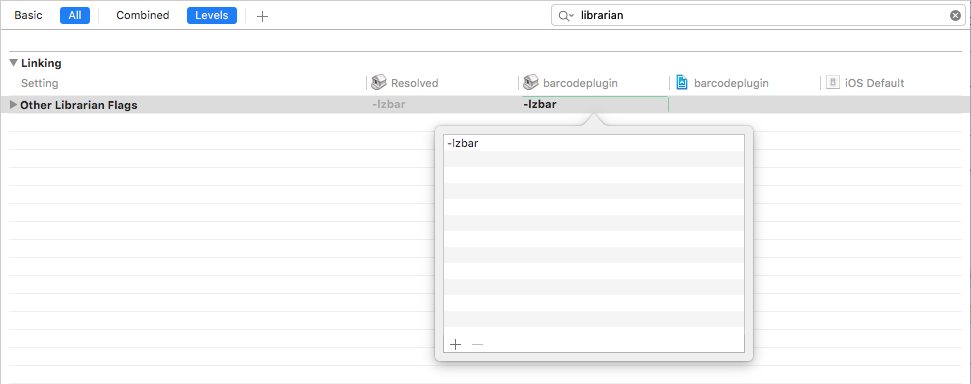 Basic All Combined Levels + librarian
Linking
Setting Resolved barcodeplugin barcodeplugin iOS Default
Other Librarian Flags -lzbar -lzbar
-lzbar